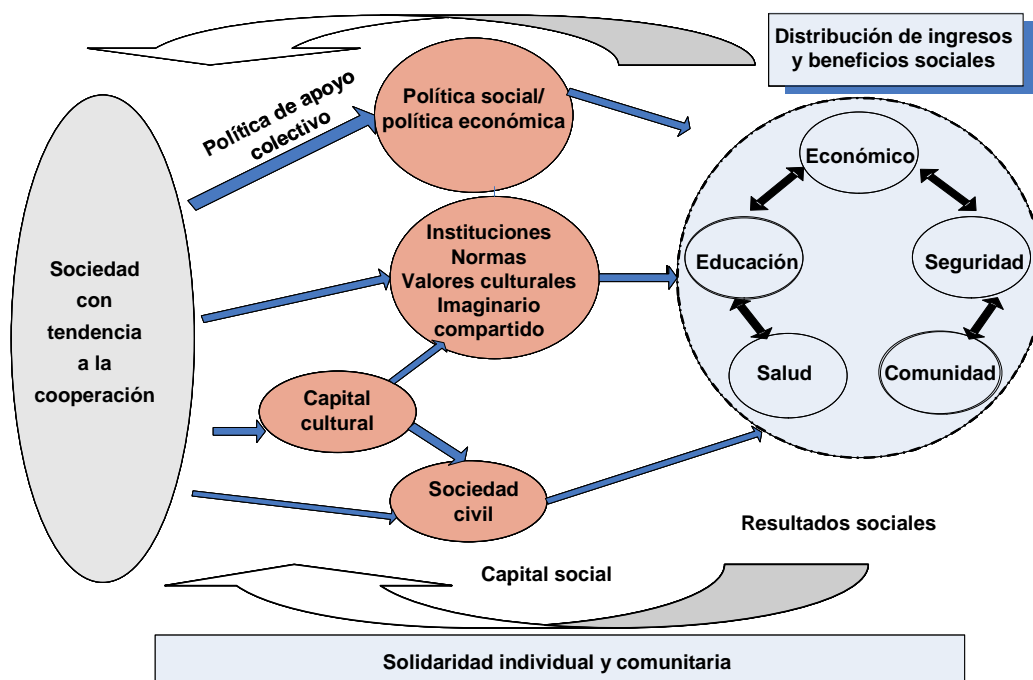 Distribución de ingresos
y beneficios sociales
Política de apoyo
colectivo
Política social/
política económica
Económico
Instituciones
Normas
Valores culturales
Imaginario
compartido
Educación
Seguridad
Sociedad
con
tendencia
a la
cooperación
Salud
Comunidad
Capital
cultural
Sociedad
civil
Resultados sociales
Capital social
Solidaridad individual y comunitaria